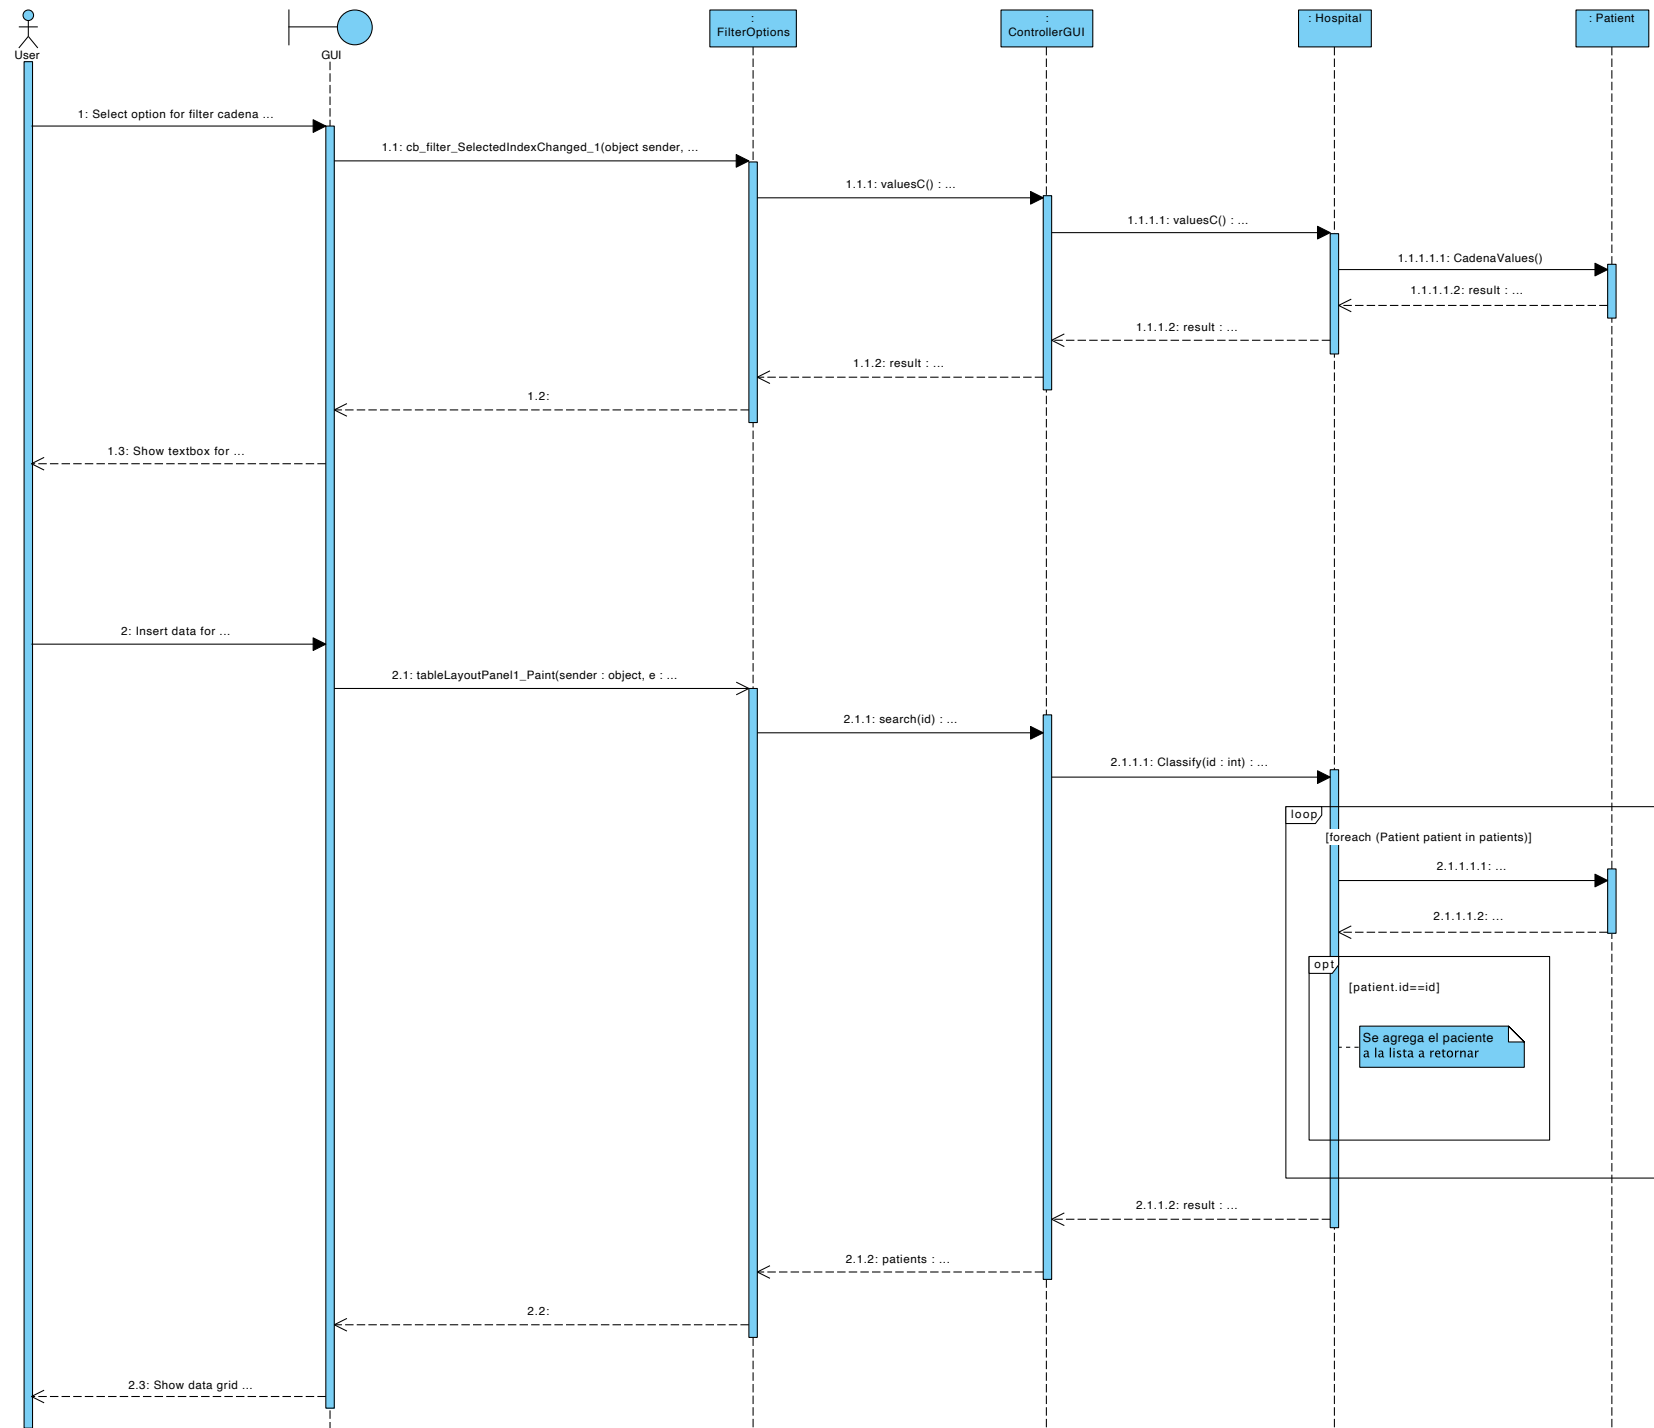 :
FilterOptions
:
ControllerGUI
: Hospital
: Patient
User
GUI
1: Select option for filter cadena ...
1.1: cb_filter_SelectedIndexChanged_1(object sender, ...
1.1.1: valuesC() : ...
1.1.1.1: valuesC() : ...
1.1.1.1.1: CadenaValues()
1.1.1.1.2: result : ...
1.1.1.2: result : ...
1.1.2: result : ...
1.2:
1.3: Show textbox for ...
2: Insert data for ...
2.1: tableLayoutPanel1_Paint(sender : object, e : ...
2.1.1: search(id) : ...
2.1.1.1: Classify(id : int) : ...
loop
[foreach (Patient patient in patients)]
2.1.1.1.1: ...
2.1.1.1.2: ...
opt
[patient.id==id]
Se agrega el paciente
a la lista a retornar
2.1.1.2: result : ...
2.1.2: patients : ...
2.2:
2.3: Show data grid ...